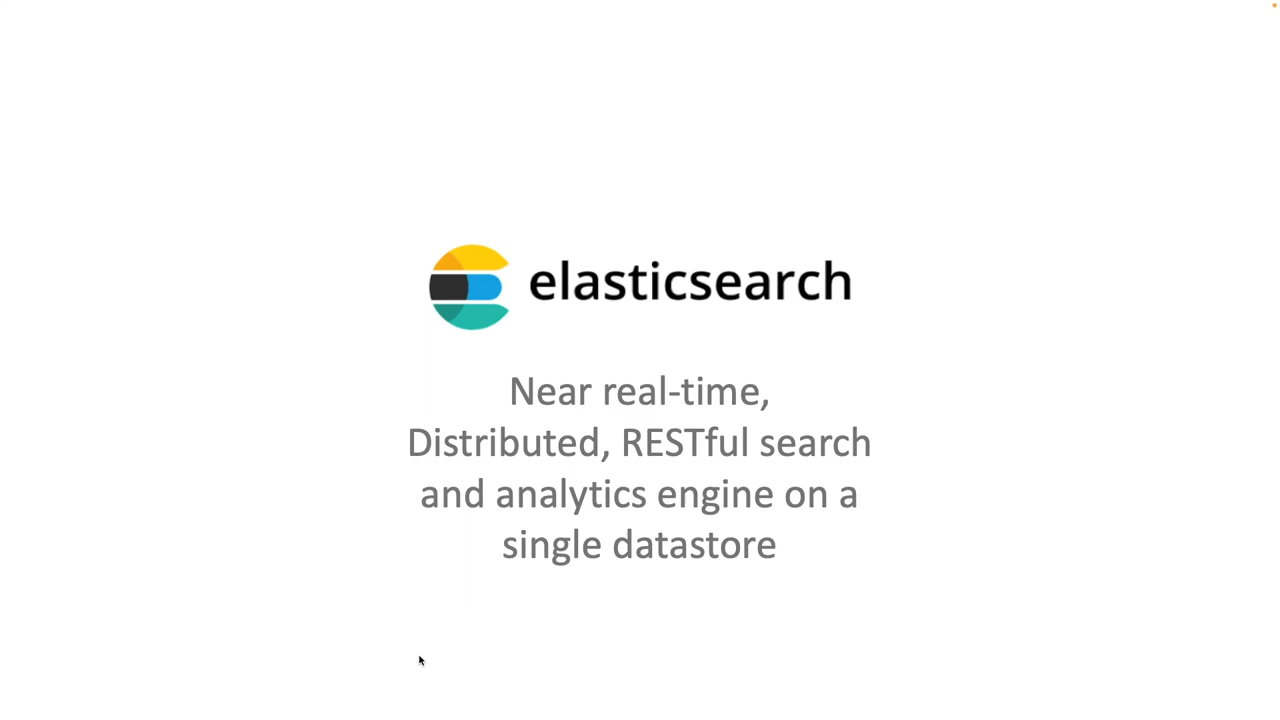 elasticsearch
Near real-time,
Distributed, RESTful search
and analytics engine on a
single datastore